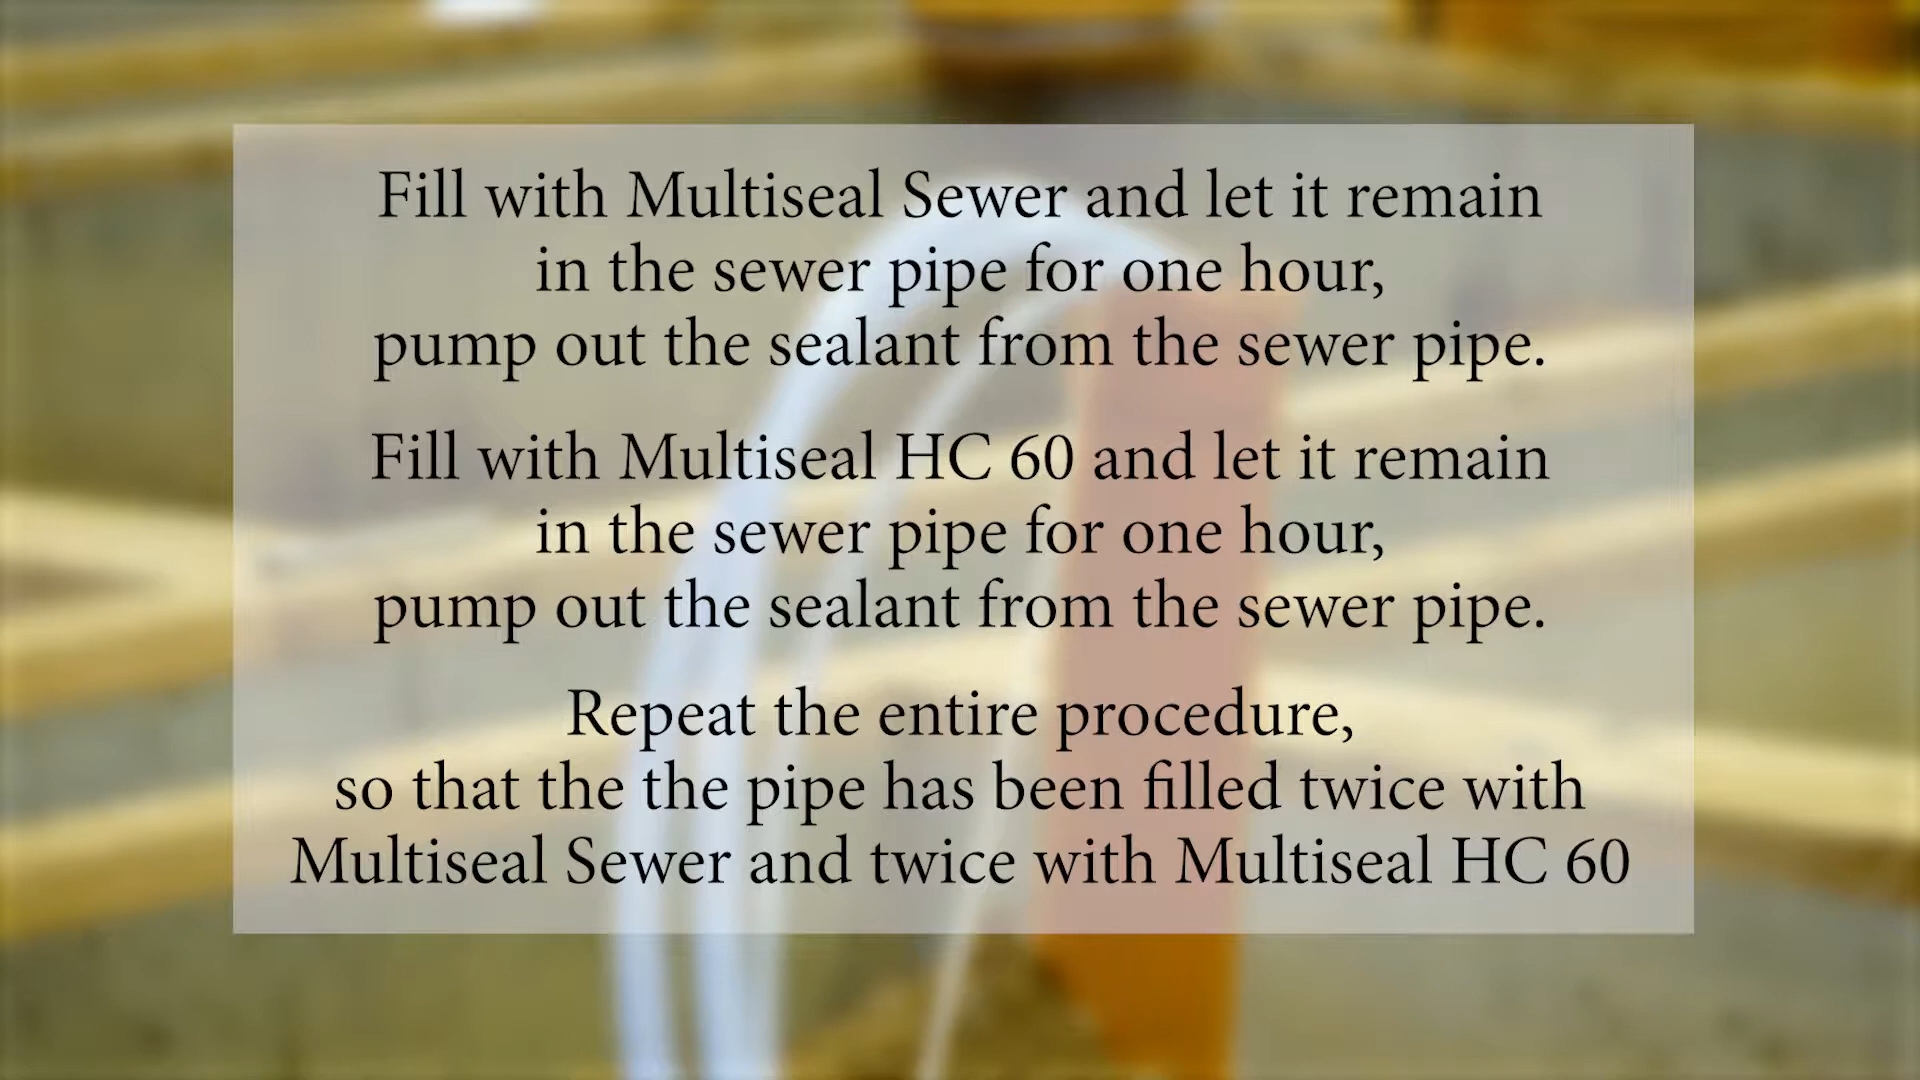 Fill with Multiseal Sewer and let it remain
in the sewer pipe for one hour,
pump out the sealant from the sewer pipe.
Fill with Multiseal HC 60 and let it remain
in the sewer pipe for one hour,
pump out the sealant from the sewer pipe.
Repeat the entire procedure,
so that the the pipe has been filled twice with
Multiseal Sewer and twice with Multiseal HC 60